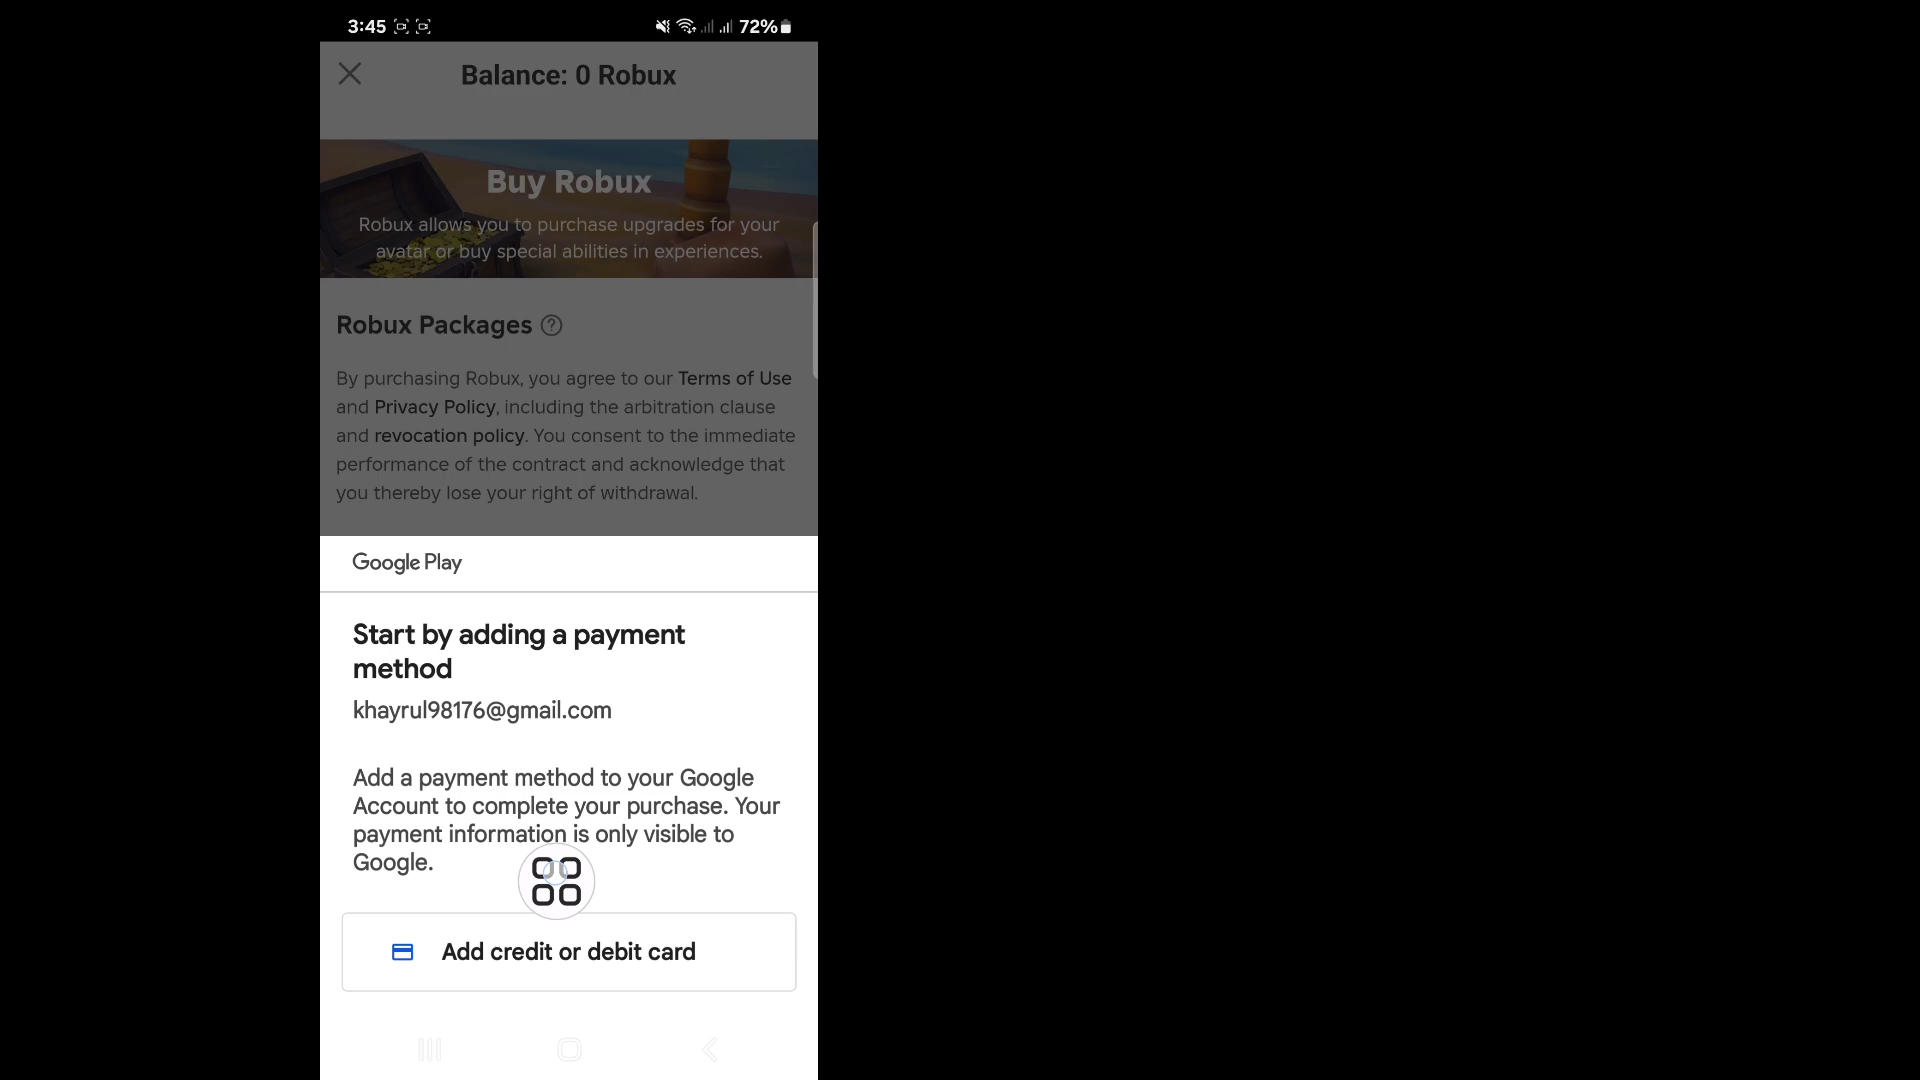 3:45
72%
Balance: 0 Robux
Buy Robux
Robux allows you to purchase upgrades for your
avatar or buy special abilities in experiences.
Robux Packages ?
By purchasing Robux, you agree to our Terms of Use
and Privacy Policy, including the arbitration clause
and revocation policy. You consent to the immediate
performance of the contract and acknowledge that
you thereby lose your right of withdrawal.
Google Play
Start by adding a payment
method
khayrul98176@gmail.com
Add a payment method to your Google
Account to complete your purchase. Your
payment information is only visible to
Google.
Add credit or debit card